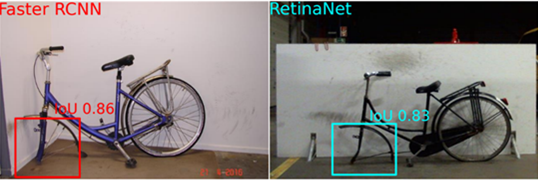 Faster RCNN
IoU 0.86
RetinaNet
IoU 0.83